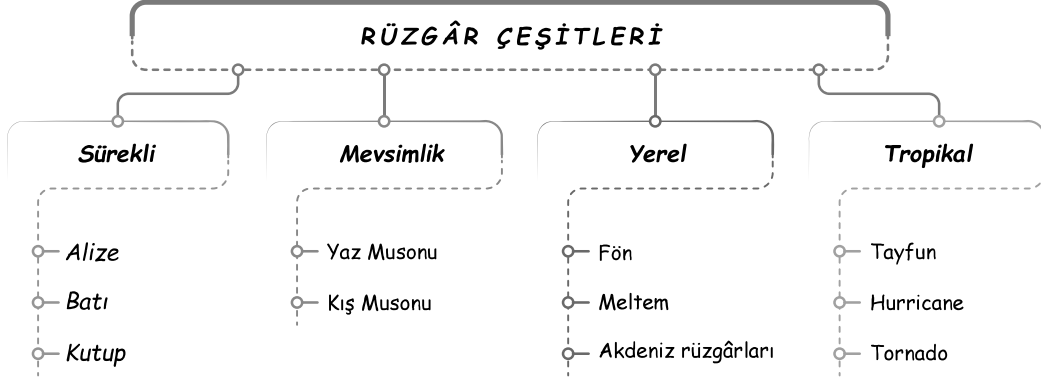 RÜZGÂR ÇEŞİTLERİ
Sürekli
Alize
Batı
Kutup
Mevsimlik
Yaz Musonu
Kış Musonu
Yerel
Fön
Meltem
Akdeniz rüzgârları
Tropikal
Tayfun
Hurricane
Tornado